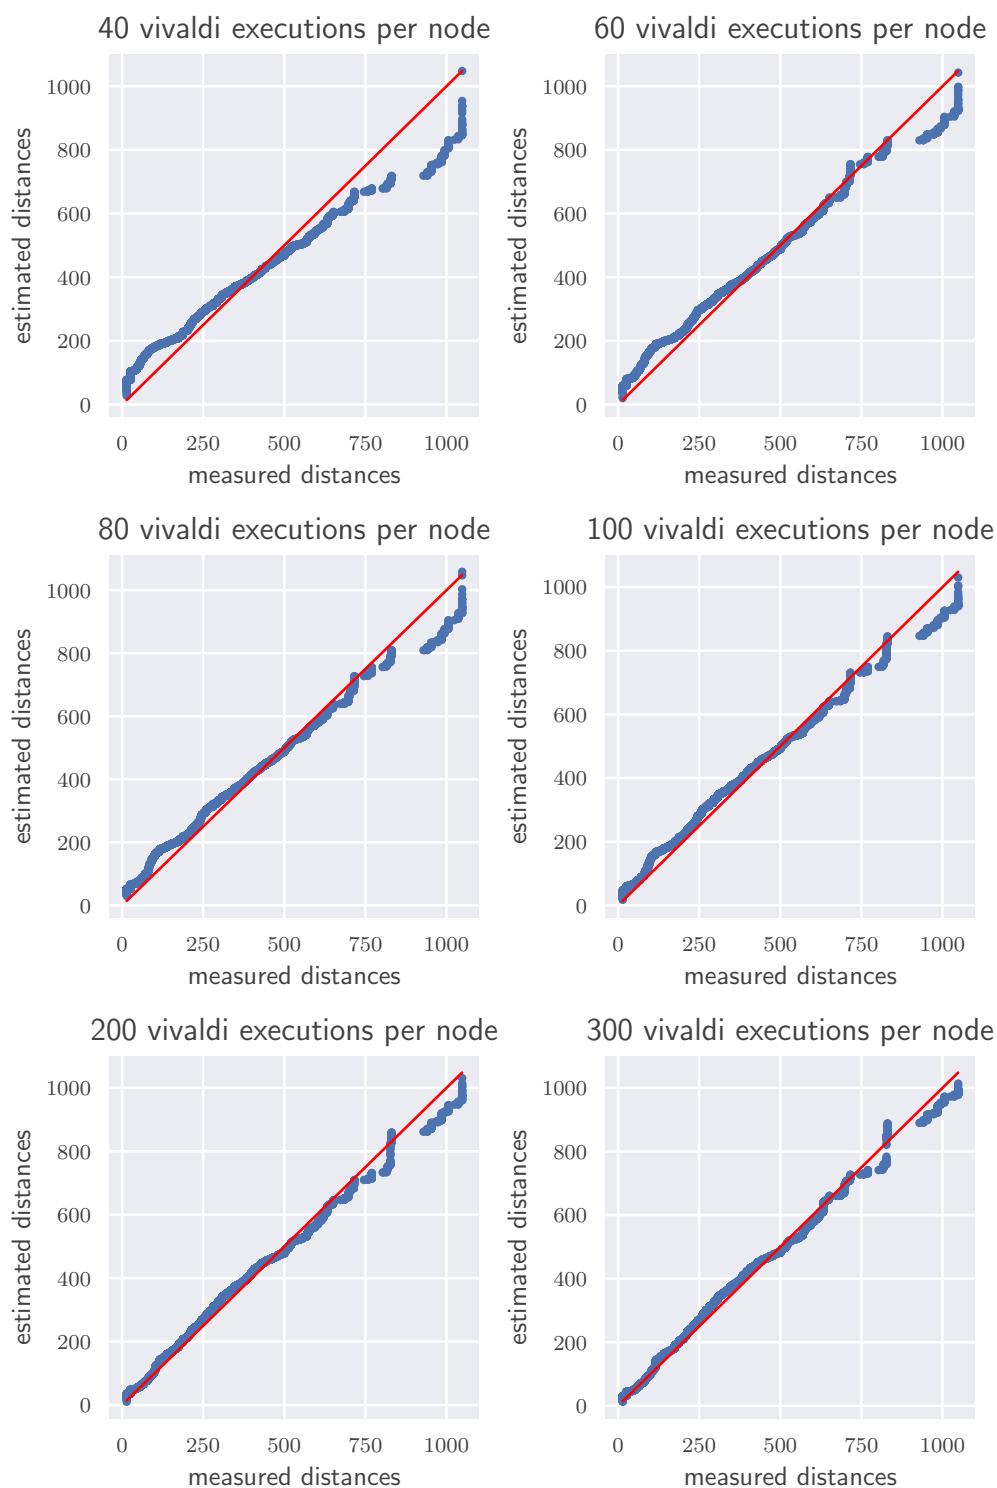 40 vivaldi executions per node
60 vivaldi executions per node
estimated distances
1000
800
600
400
200
0
0 250 500 750 1000
measured distances
estimated distances
1000
800
600
400
200
0
0 250 500 750 1000
measured distances
80 vivaldi executions per node
100 vivaldi executions per node
estimated distances
1000
800
600
400
200
0
0 250 500 750 1000
measured distances
estimated distances
1000
800
600
400
200
0
0 250 500 750 1000
measured distances
200 vivaldi executions per node
300 vivaldi executions per node
estimated distances
1000
800
600
400
200
0
0 250 500 750 1000
measured distances
estimated distances
1000
800
600
400
200
0
0 250 500 750 1000
measured distances